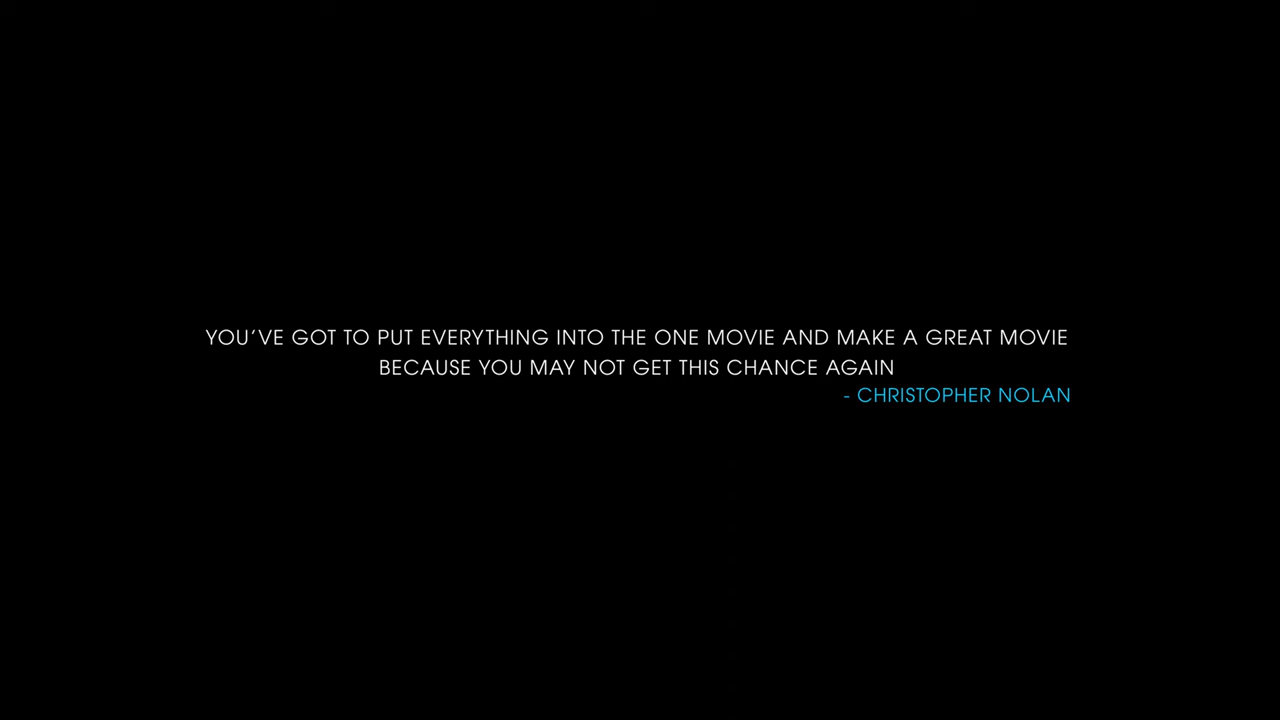 YOU'VE GOT TO PUT EVERYTHING INTO THE ONE MOVIE AND MAKE A GREAT MOVIE
BECAUSE YOU MAY NOT GET THIS CHANCE AGAIN
- CHRISTOPHER NOLAN